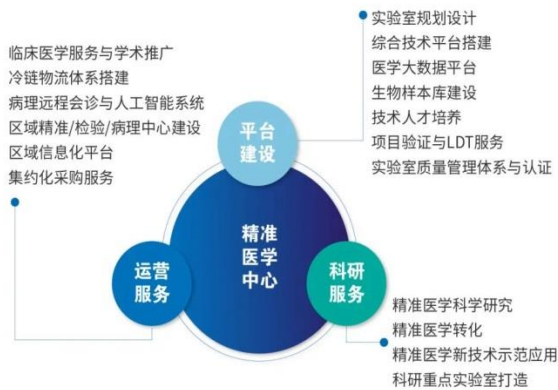 临床医学服务与学术推广
冷链物流体系搭建
病理远程会诊与人工智能系统
区域精准/检验/病理中心建设
区域信息化平台
集约化采购服务
实验室规划设计
综合技术平台搭建
医学大数据平台
生物样本库建设
技术人才培养
项目验证与LDT服务
实验室质量管理体系与认证
平台
建设
精准
医学
中心
运营
服务
科研
服务
精准医学科学研究
精准医学转化
精准医学新技术示范应用
科研重点实验室打造